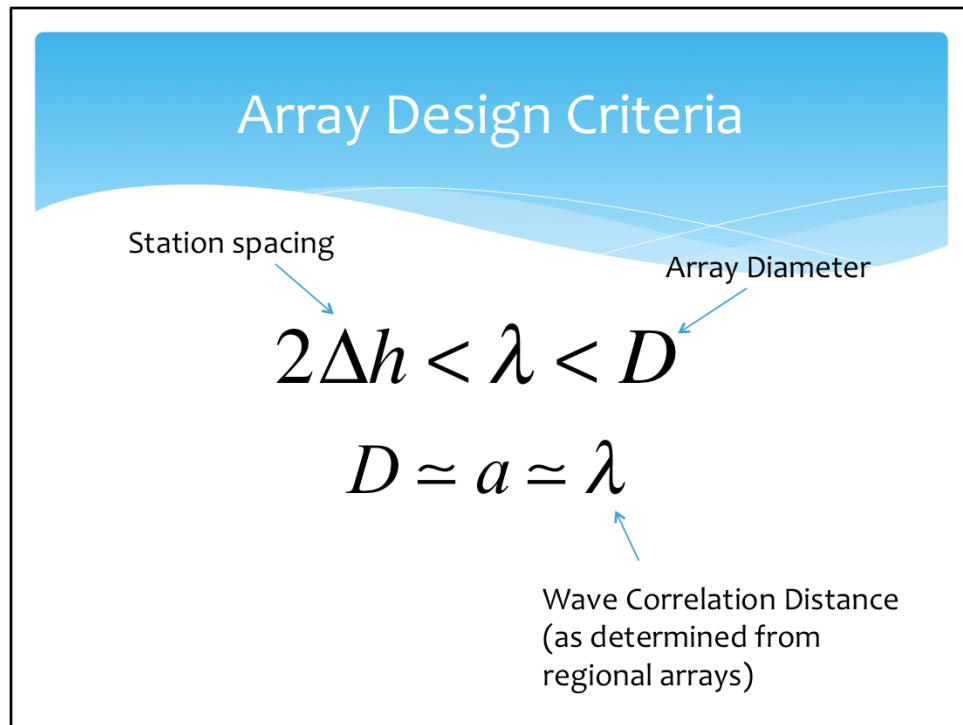 Array Design Criteria
Station spacing
Array Diameter
2Δh < λ < D
D ≃ a ≃ λ
Wave Correlation Distance
(as determined from
regional arrays)